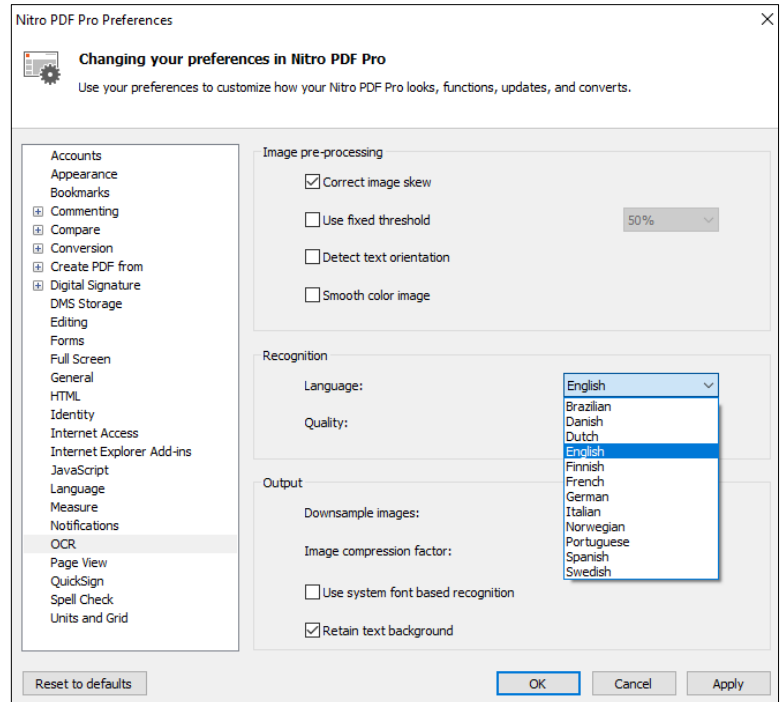 Nitro PDF Pro Preferences
Changing your preferences in Nitro PDF Pro
Use your preferences to customize how your Nitro PDF Pro looks, functions, updates, and converts.
Accounts
Appearance
Bookmarks
Commenting
Compare
Conversion
Create PDF from
Digital Signature
DMS Storage
Editing
Forms
Full Screen
General
HTML
Identity
Internet Access
Internet Explorer Add-ins
JavaScript
Language
Measure
Notifications
OCR
Page View
QuickSign
Spell Check
Units and Grid
Image pre-processing
Correct image skew
Use fixed threshold 50%
Detect text orientation
Smooth color image
Recognition
Language: English
Quality:
Brazilian
Danish
Dutch
English
Finnish
French
German
Italian
Norwegian
Portuguese
Spanish
Swedish
Output
Downsample images:
Image compression factor:
Use system font based recognition
Retain text background
Reset to defaults OK Cancel Apply